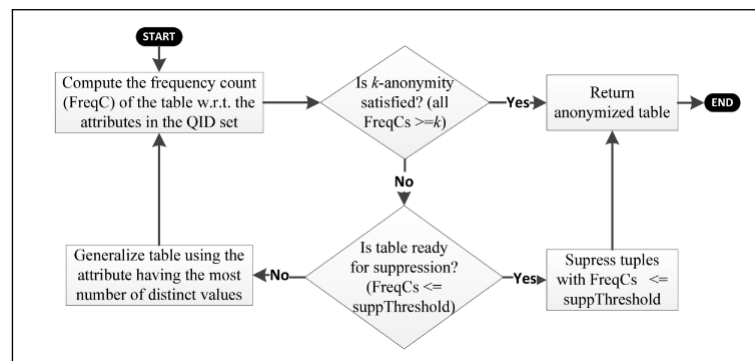 START
Compute the frequency count
(FreqC) of the table w.r.t. the
attributes in the QID set
Is k-anonymity
satisfied? (all
FreqCs >=k)
Yes
Return
anonymized table
END
No
Is table ready
for suppression?
(FreqCs <=
suppThreshold)
No
Generalize table using the
attribute having the most
number of distinct values
Yes
Supress tuples
with FreqCs <=
suppThreshold